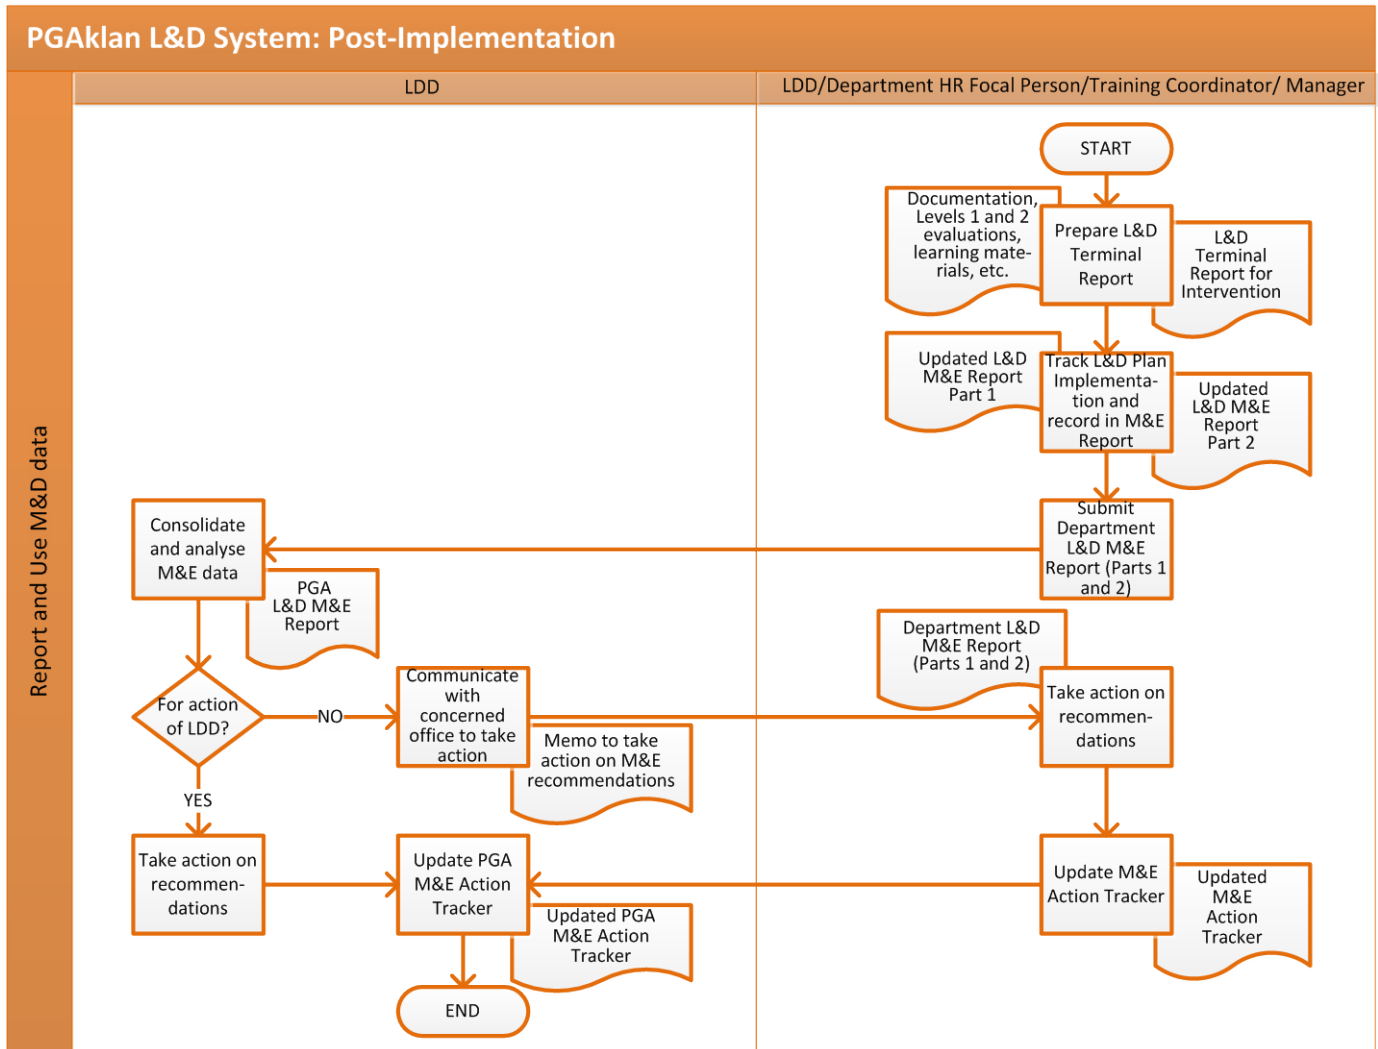 PGAklan L&D System: Post-Implementation
Report and Use M&D data
LDD
LDD/Department HR Focal Person/Training Coordinator/ Manager
START
Documentation,
Levels 1 and 2
evaluations,
learning mate-
rials, etc.
Prepare L&D
Terminal
Report
L&D
Terminal
Report for
Intervention
Updated L&D
M&E Report
Part 1
Track L&D Plan
Implementa-
tion and
record in M&E
Report
Updated
L&D M&E
Report
Part 2
Submit
Department
L&D M&E
Report (Parts 1
and 2)
Consolidate
and analyse
M&E data
PGA
L&D M&E
Report
Department L&D
M&E Report
(Parts 1 and 2)
For action
of LDD?
NO
Communicate
with
concerned
office to take
action
Memo to take
action on M&E
recommendations
Take action on
recommen-
dations
YES
Take action on
recommen-
dations
Update PGA
M&E Action
Tracker
Updated PGA
M&E Action
Tracker
Update M&E
Action Tracker
Updated
M&E
Action
Tracker
END